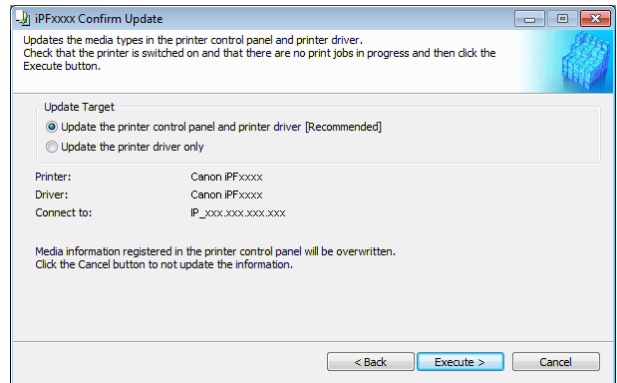 iPFxxxx Confirm Update
Updates the media types in the printer control panel and printer driver.
Check that the printer is switched on and that there are no print jobs in progress and then click the
Execute button.
Update Target
Update the printer control panel and printer driver [Recommended]
Update the printer driver only
Printer: Canon iPFxxxx
Driver: Canon iPFxxxx
Connect to: IP_xxx.xxx.xxx.xxx
Media information registered in the printer control panel will be overwritten.
Click the Cancel button to not update the information.
< Back Execute > Cancel